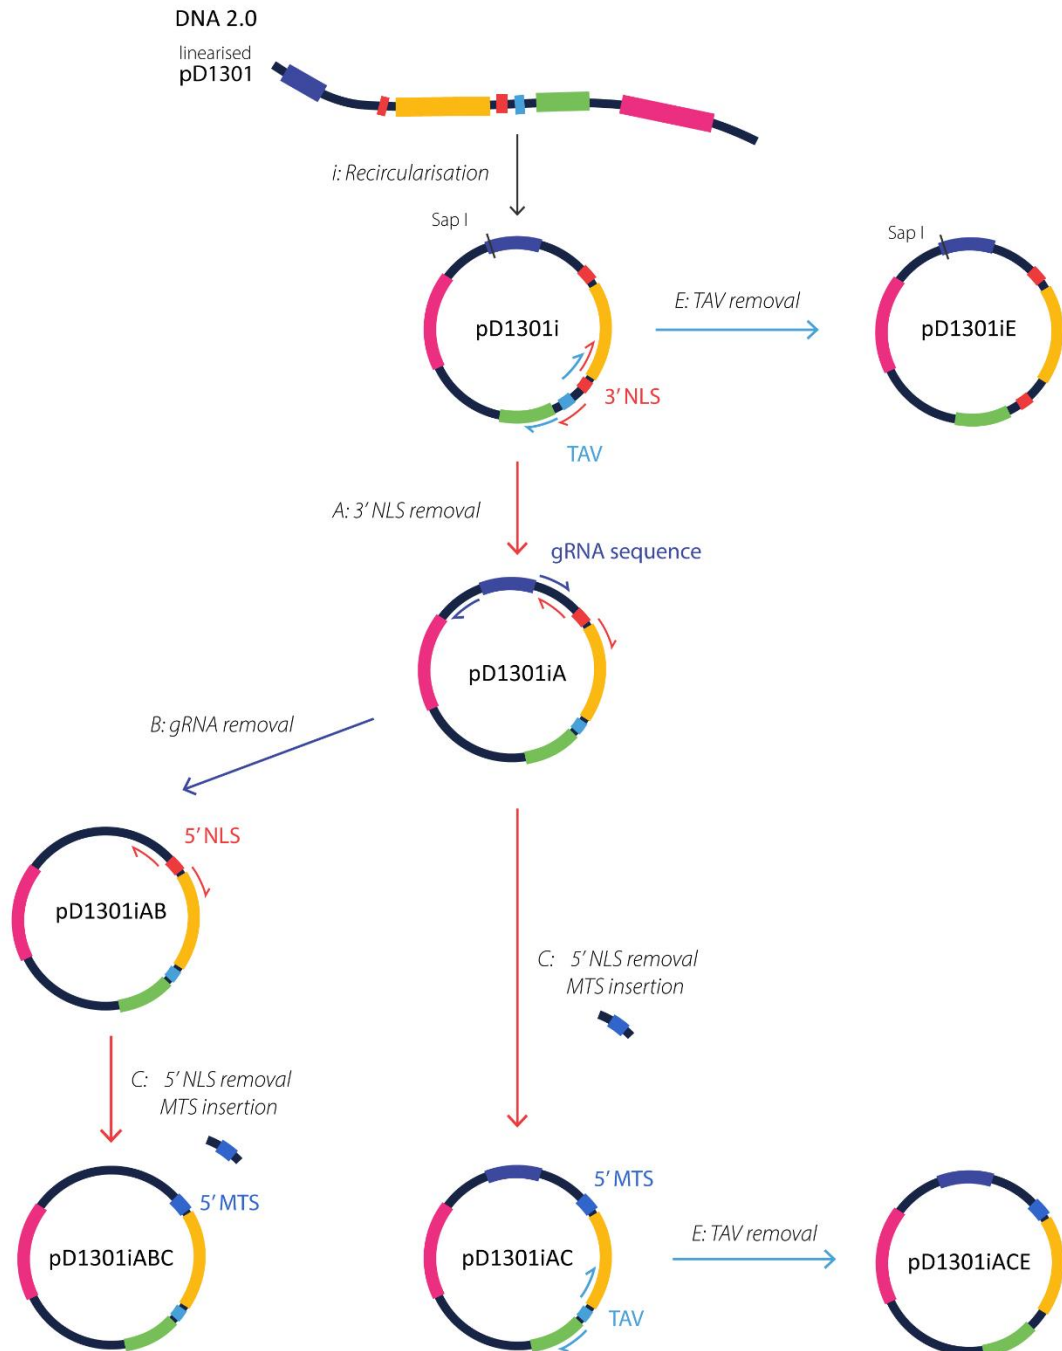 DNA 2.0
linearised
pD1301
i: Recircularisation
Sap I
Sap I
pD1301i
E: TAV removal
pD1301iE
3' NLS
TAV
A: 3' NLS removal
gRNA sequence
pD1301iA
B: gRNA removal
5' NLS
pD1301iAB
C: 5' NLS removal
MTS insertion
C: 5' NLS removal
MTS insertion
5' MTS
5' MTS
pD1301iABC
pD1301iAC
E: TAV removal
pD1301iACE
TAV